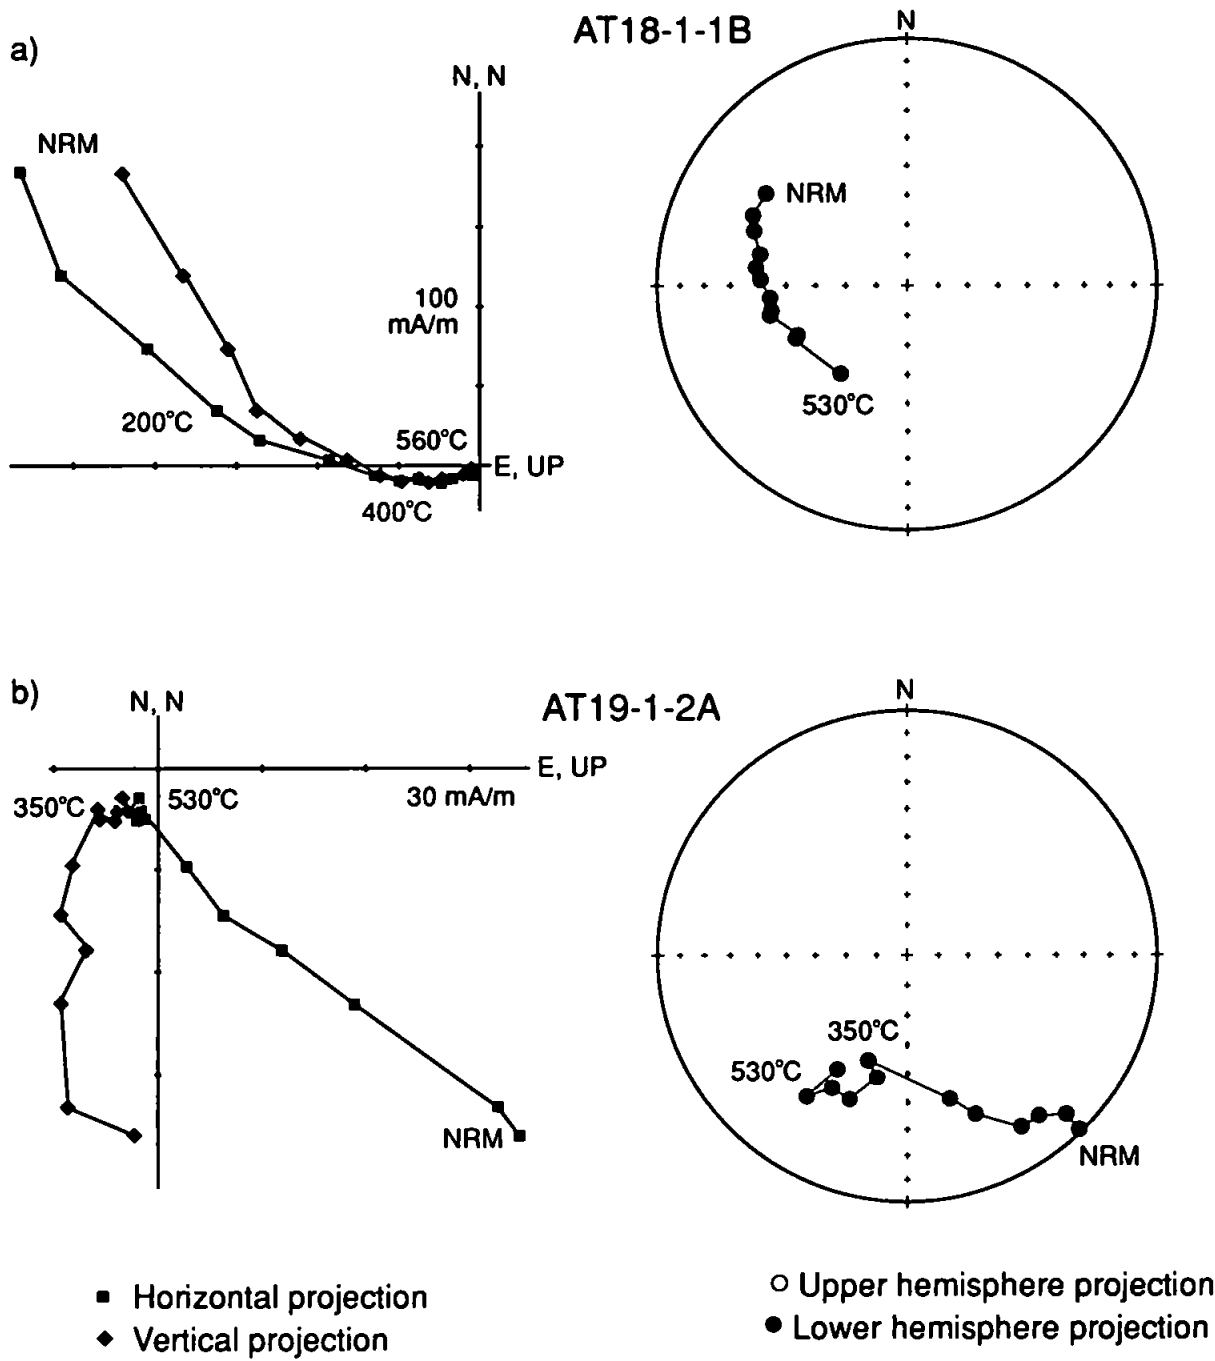 a)
AT18-1-1B
N
N, N
NRM
NRM
100
mA/m
200°C
560°C
E, UP
400°C
530°C
b)
N, N
AT19-1-2A
N
E, UP
350°C
530°C
30 mA/m
350°C
530°C
NRM
NRM
Horizontal projection
Vertical projection
Upper hemisphere projection
Lower hemisphere projection